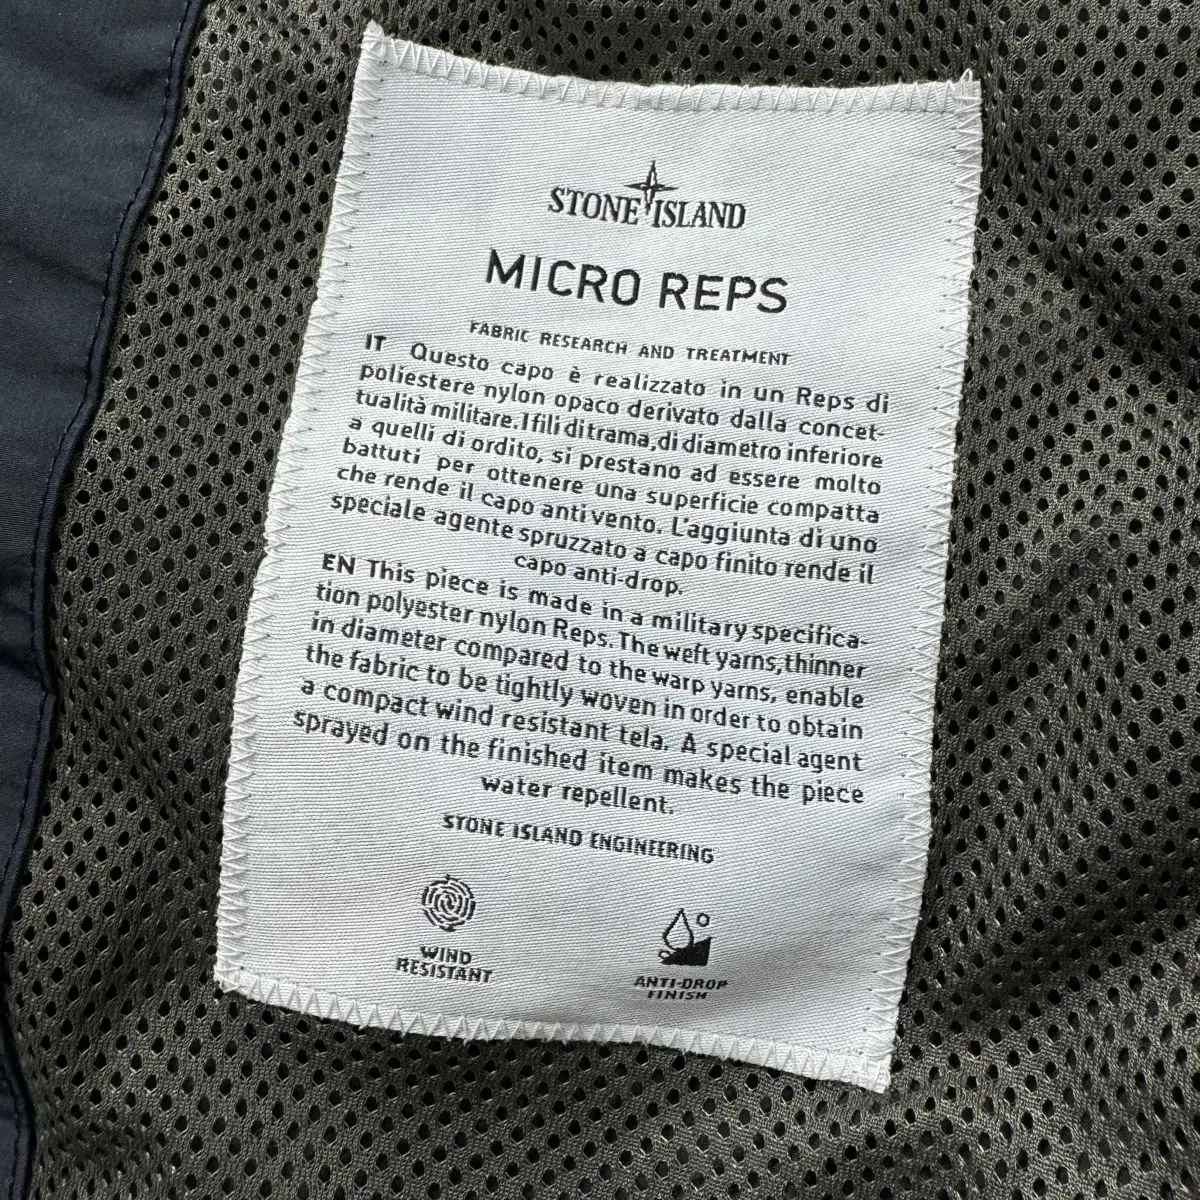 STONE ISLAND
MICRO REPS
FABRIC RESEARCH AND TREATMENT
IT Questo capo è realizzato in un Reps di
poliestere nylon opaco derivato dalla concet-
tualità militare. I fili di trama, di diametro inferiore
a quelli di ordito, si prestano ad essere molto
battuti per ottenere una superficie compatta
che rende il capo anti vento. L'aggiunta di uno
speciale agente spruzzato a capo finito rende il
capo anti-drop.
EN This piece is made in a military specifica-
tion polyester nylon Reps. The weft yarns, thinner
in diameter compared to the warp yarns, enable
the fabric to be tightly woven in order to obtain
a compact wind resistant tela. A special agent
sprayed on the finished item makes the piece
water repellent.
STONE ISLAND ENGINEERING
WIND
RESISTANT
ANTI-DROP
FINISH